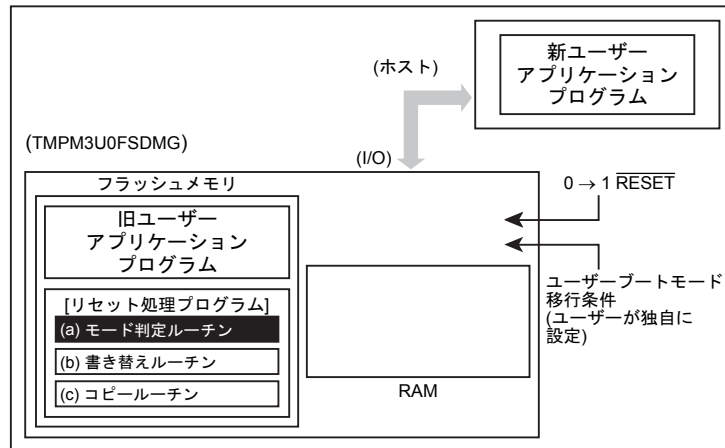 新ユーザー
アプリケーション
プログラム
(ホスト)
(TMPM3U0FSDMG)
(I/O)
フラッシュメモリ
旧ユーザー
アプリケーション
プログラム
[リセット処理プログラム]
(a) モード判定ルーチン
(b) 書き替えルーチン
(c) コピールーチン
RAM
0 → 1 RESET
ユーザーブートモード
移行条件
(ユーザーが独自に
設定)